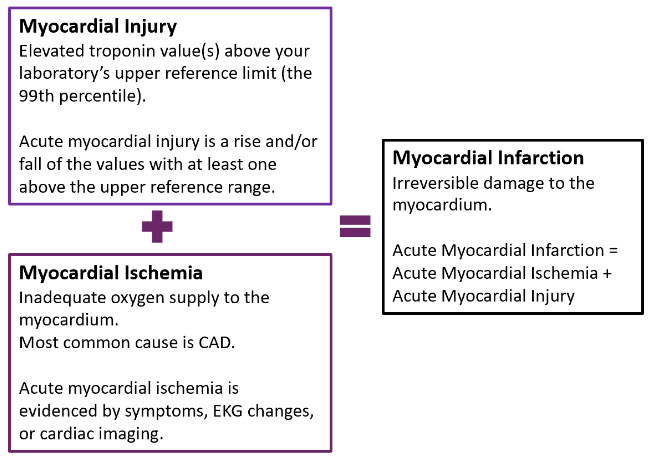 Myocardial Injury
Elevated troponin value(s) above your
laboratory's upper reference limit (the
99th percentile).
Acute myocardial injury is a rise and/or
fall of the values with at least one
above the upper reference range.
+
Myocardial Ischemia
Inadequate oxygen supply to the
myocardium.
Most common cause is CAD.
Acute myocardial ischemia is
evidenced by symptoms, EKG changes,
or cardiac imaging.
=
Myocardial Infarction
Irreversible damage to the
myocardium.
Acute Myocardial Infarction =
Acute Myocardial Ischemia +
Acute Myocardial Injury